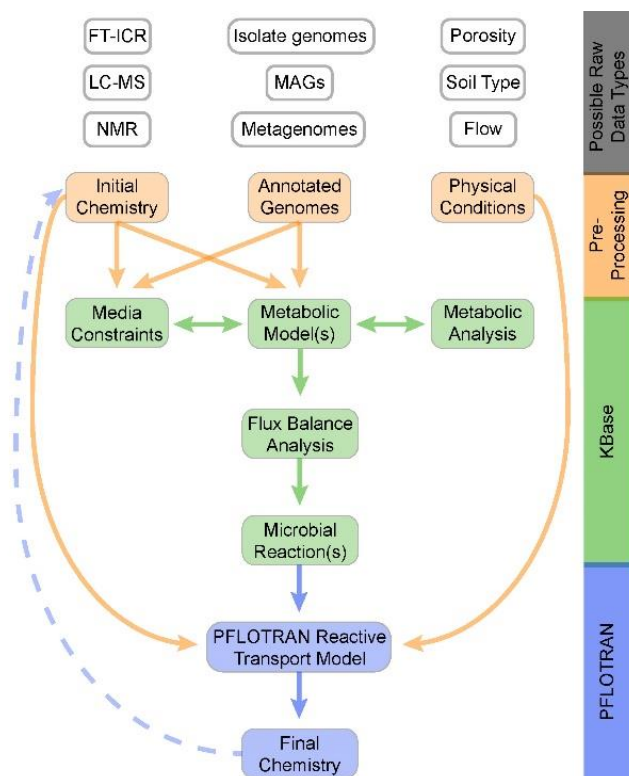 FT-ICR
Isolate genomes
Porosity
LC-MS
MAGs
Soil Type
NMR
Metagenomes
Flow
Possible Raw
Data Types
Initial
Chemistry
Annotated
Genomes
Physical
Conditions
Pre-
Processing
Media
Constraints
Metabolic
Model(s)
Metabolic
Analysis
Flux Balance
Analysis
Microbial
Reaction(s)
KBase
PFLOTRAN Reactive
Transport Model
Final
Chemistry
PFLOTRAN